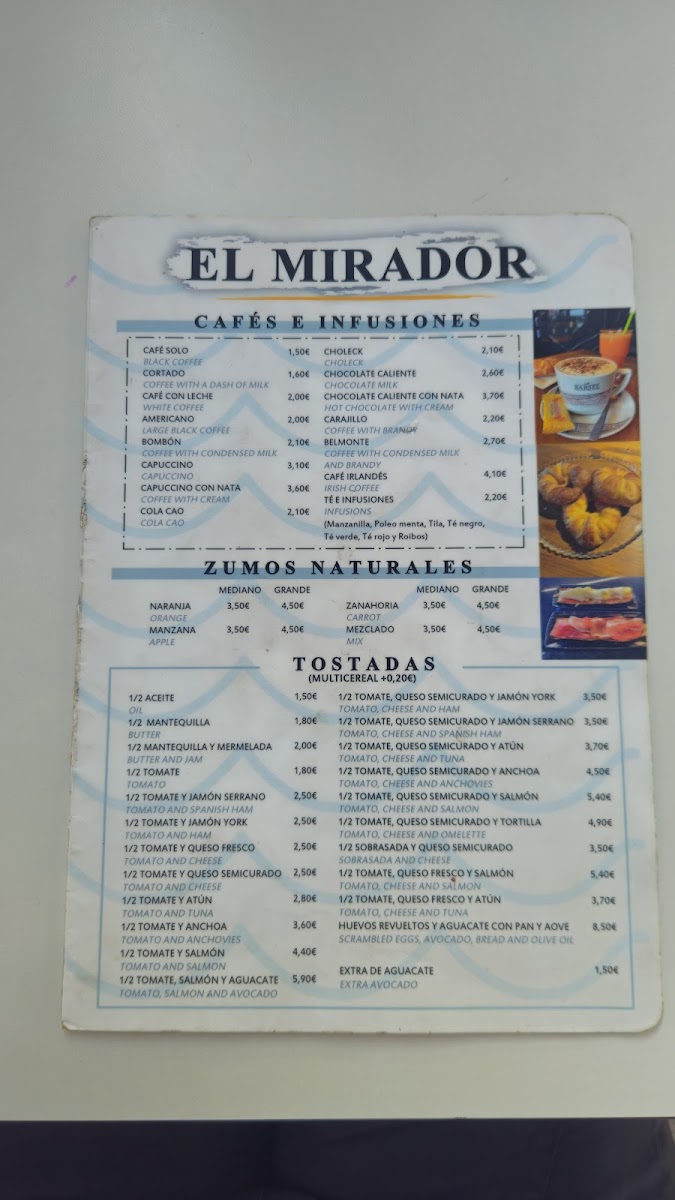 EL MIRADOR
CAFÉS E INFUSIONES
CAFÉ SOLO 1,50€
BLACK COFFEE
CORTADO 1,60€
COFFEE WITH A DASH OF MILK
CAFÉ CON LECHE 2,00€
WHITE COFFEE
AMERICANO 2,00€
LARGE BLACK COFFEE
BOMBÓN 2,10€
COFFEE WITH CONDENSED MILK
CAPUCCINO 3,10€
CAPUCCINO
CAPUCCINO CON NATA 3,60€
COFFEE WITH CREAM
COLA CAO 2,10€
COLA CAO
CHOLECK 2,10€
CHOLECK
CHOCOLATE CALIENTE 2,60€
CHOCOLATE MILK
CHOCOLATE CALIENTE CON NATA 3,70€
HOT CHOCOLATE WITH CREAM
CARAJILLO 2,20€
COFFEE WITH BRANDY
BELMONTE 2,70€
COFFEE WITH CONDENSED MILK
AND BRANDY
CAFÉ IRLANDÉS 4,10€
IRISH COFFEE
TÉ E INFUSIONES 2,20€
INFUSIONS
(Manzanilla, Poleo menta, Tila, Té negro,
Té verde, Té rojo y Roibos)
ZUMOS NATURALES
MEDIANO GRANDE
NARANJA 3,50€ 4,50€
ORANGE
MANZANA 3,50€ 4,50€
APPLE
MEDIANO GRANDE
ZANAHORIA 3,50€ 4,50€
CARROT
MEZCLADO 3,50€ 4,50€
MIX
TOSTADAS
(MULTICEREAL +0,20€)
1/2 ACEITE 1,50€
OIL
1/2 MANTEQUILLA 1,80€
BUTTER
1/2 MANTEQUILLA Y MERMELADA 2,00€
BUTTER AND JAM
1/2 TOMATE 1,80€
TOMATO
1/2 TOMATE Y JAMÓN SERRANO 2,50€
TOMATO AND SPANISH HAM
1/2 TOMATE Y JAMÓN YORK 2,50€
TOMATO AND HAM
1/2 TOMATE Y QUESO FRESCO 2,50€
TOMATO AND CHEESE
1/2 TOMATE Y QUESO SEMICURADO 2,50€
TOMATO AND CHEESE
1/2 TOMATE Y ATÚN 2,80€
TOMATO AND TUNA
1/2 TOMATE Y ANCHOA 3,60€
TOMATO AND ANCHOVIES
1/2 TOMATE Y SALMÓN 4,40€
TOMATO AND SALMON
1/2 TOMATE, SALMÓN Y AGUACATE 5,90€
TOMATO, SALMON AND AVOCADO
1/2 TOMATE, QUESO SEMICURADO Y JAMÓN YORK 3,50€
TOMATO, CHEESE AND HAM
1/2 TOMATE, QUESO SEMICURADO Y JAMÓN SERRANO 3,50€
TOMATO, CHEESE AND SPANISH HAM
1/2 TOMATE, QUESO SEMICURADO Y ATÚN 3,70€
TOMATO, CHEESE AND TUNA
1/2 TOMATE, QUESO SEMICURADO Y ANCHOA 4,50€
TOMATO, CHEESE AND ANCHOVIES
1/2 TOMATE, QUESO SEMICURADO Y SALMÓN 5,40€
TOMATO, CHEESE AND SALMON
1/2 TOMATE, QUESO SEMICURADO Y TORTILLA 4,90€
TOMATO, CHEESE AND OMELETTE
1/2 SOBRASADA Y QUESO SEMICURADO 3,50€
SOBRASADA AND CHEESE
1/2 TOMATE, QUESO FRESCO Y SALMÓN 5,40€
TOMATO, CHEESE AND SALMON
1/2 TOMATE, QUESO FRESCO Y ATÚN 3,70€
TOMATO, CHEESE AND TUNA
HUEVOS REVUELTOS Y AGUACATE CON PAN Y AOVE 8,50€
SCRAMBLED EGGS, AVOCADO, BREAD AND OLIVE OIL
EXTRA DE AGUACATE 1,50€
EXTRA AVOCADO